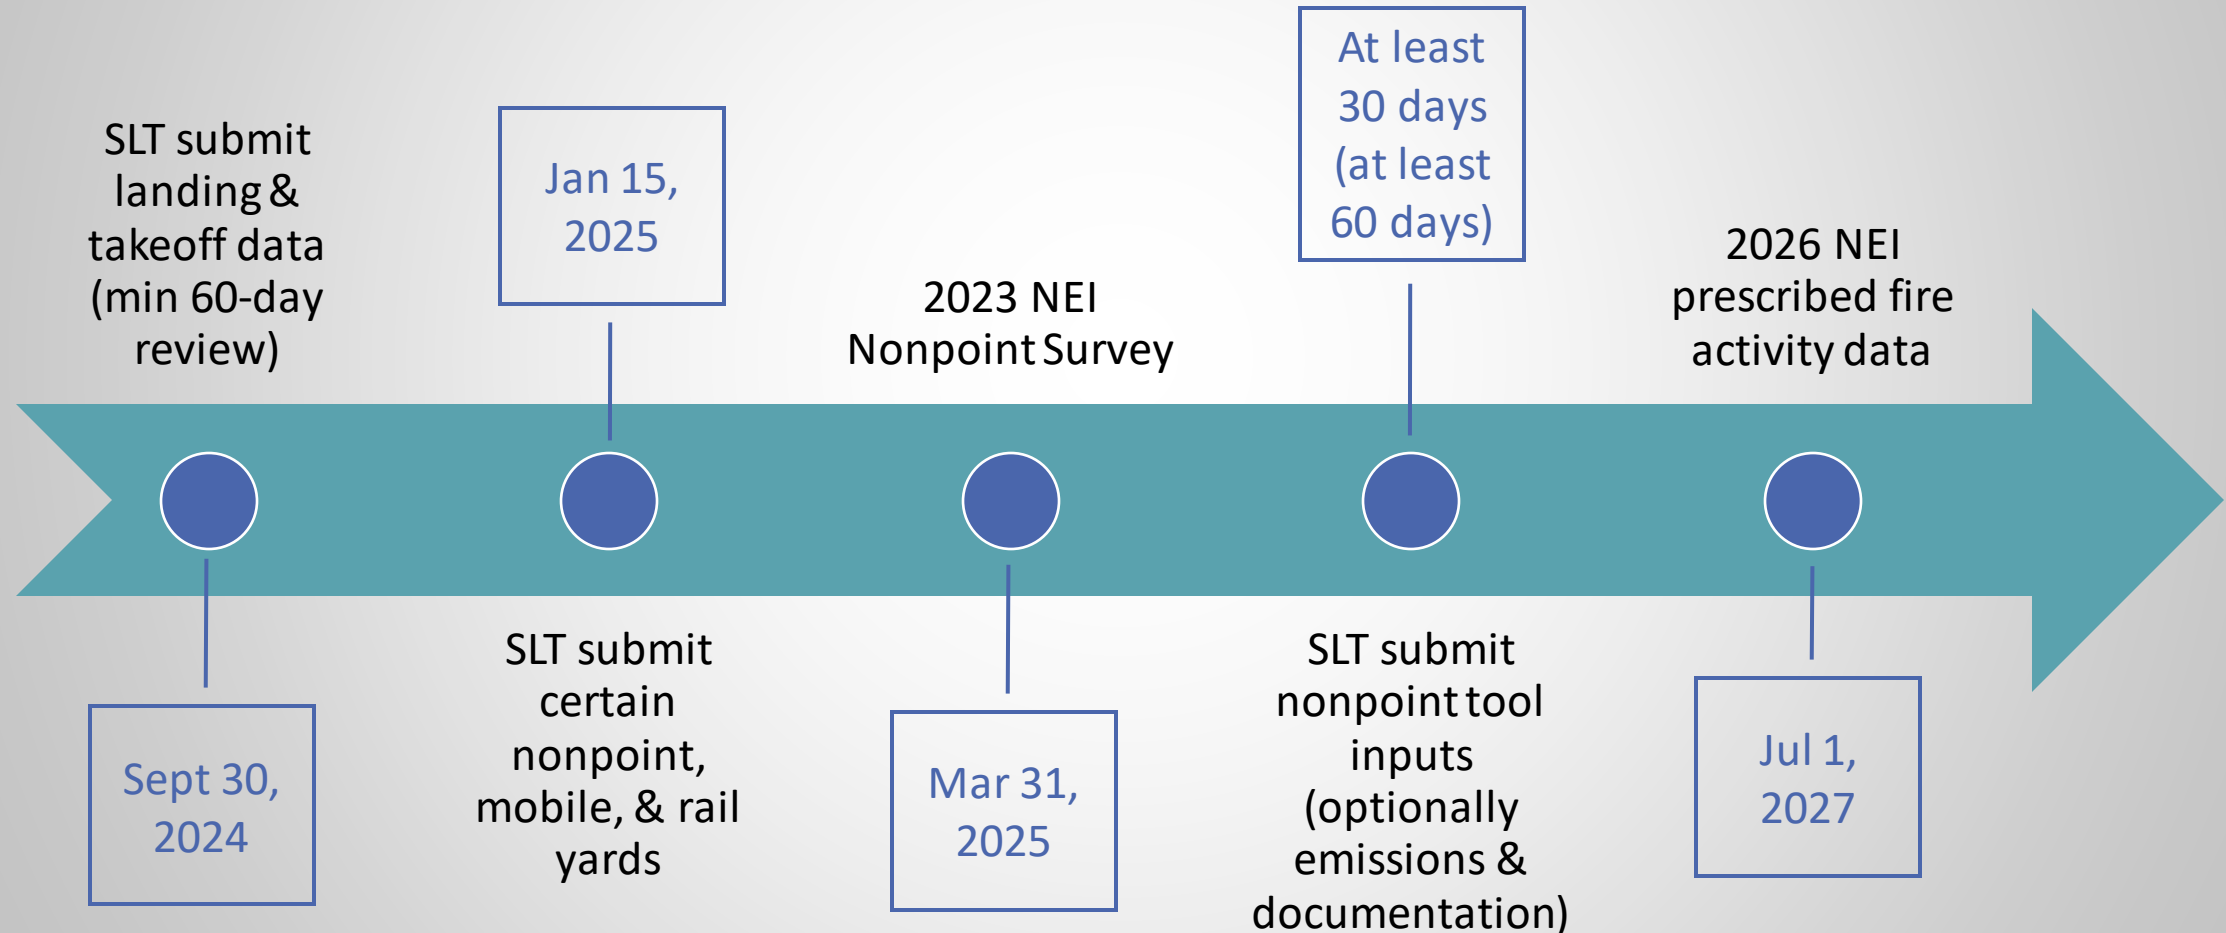 SLT submit
landing &
takeoff data
(min 60-day
review)
Sept 30,
2024
Jan 15,
2025
SLT submit
certain
nonpoint,
mobile, & rail
yards
2023 NEI
Nonpoint Survey
Mar 31,
2025
At least
30 days
(at least
60 days)
SLT submit
nonpoint tool
inputs
(optionally
emissions &
documentation)
2026 NEI
prescribed fire
activity data
Jul 1,
2027